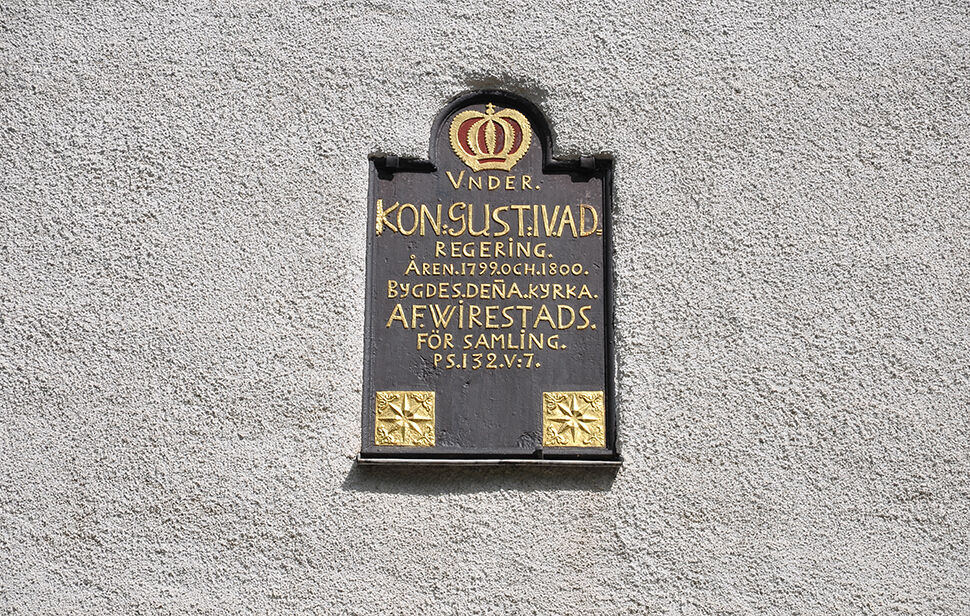 VNDER.
KON:GUST:IV.AD.
REGERING.
ÅREN.1799.OCH.1800.
BYGDES.DEÑA.KYRKA.
AF.WIRESTADS.
FÖR SAMLING.
PS.132.V:7.